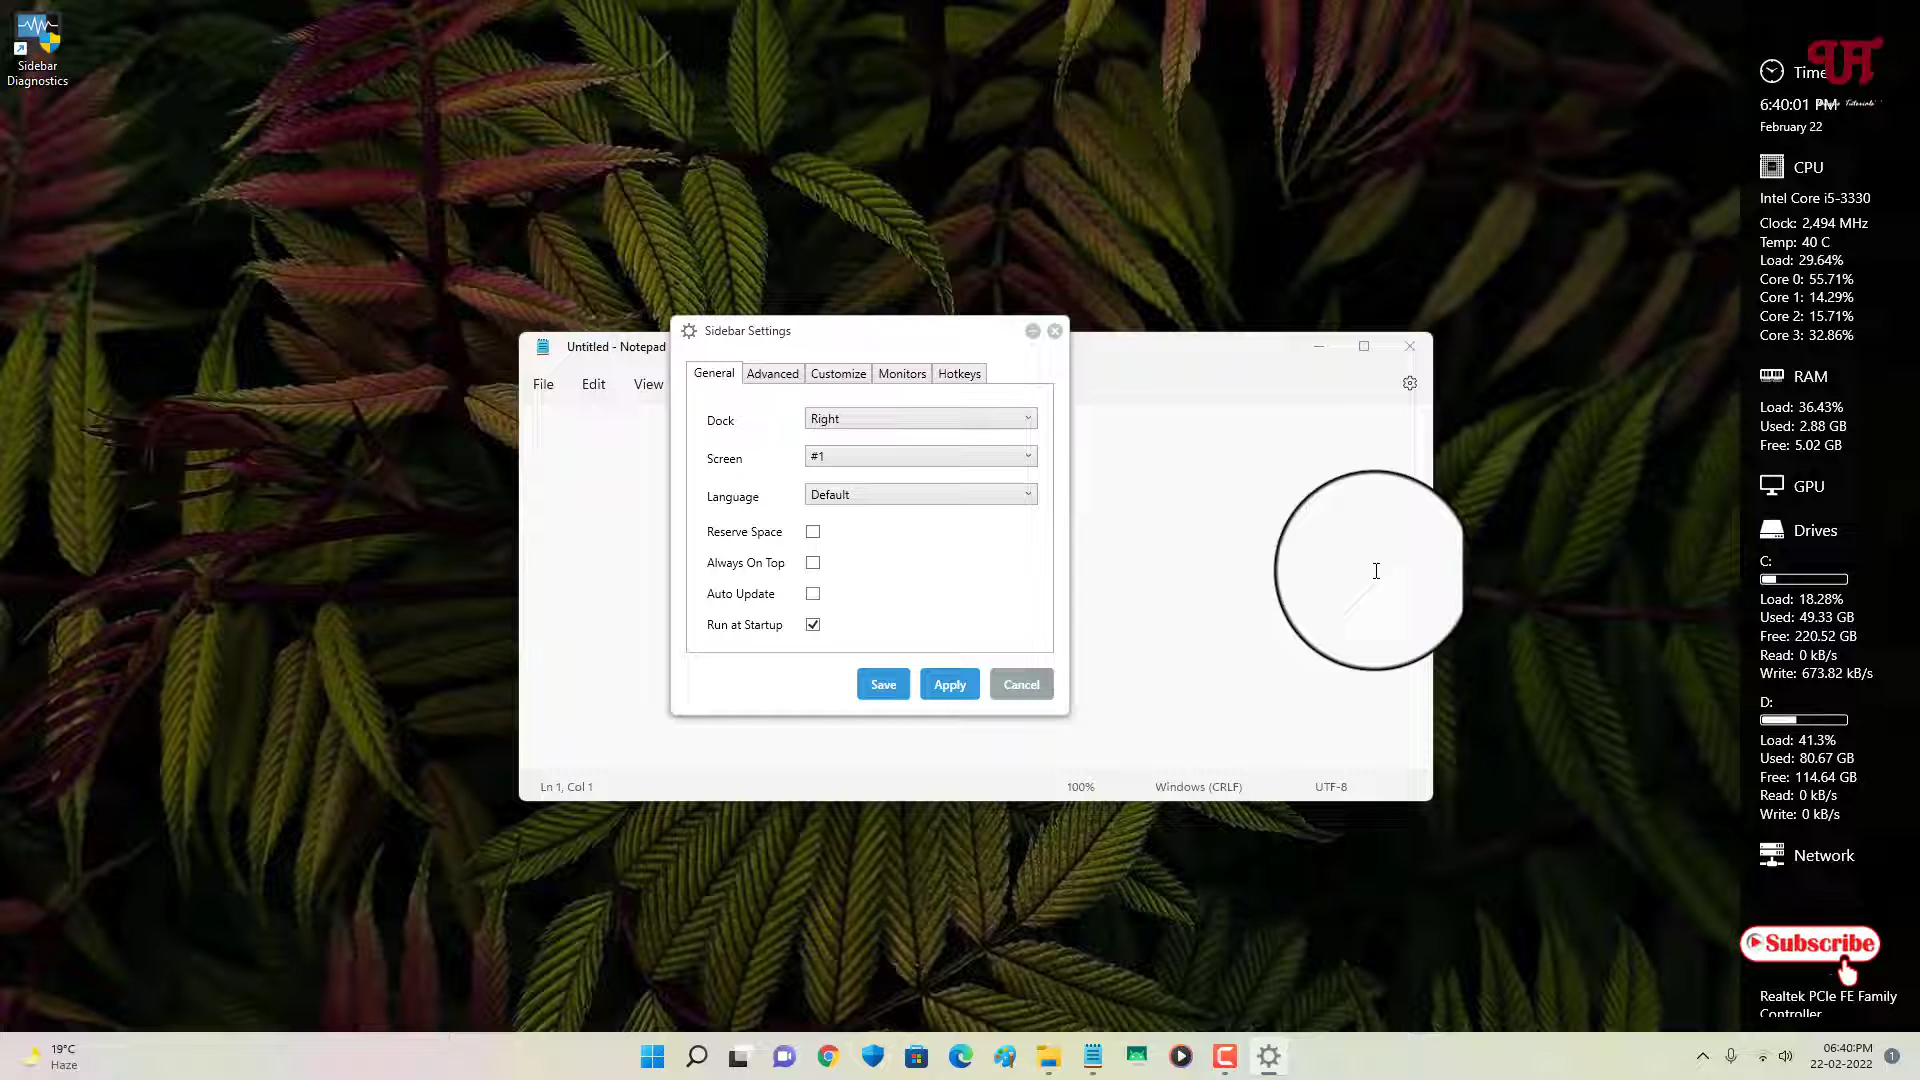 Sidebar
Diagnostics
Time
6:40:01 PM
February 22
CPU
Intel Core i5-3330
Clock: 2,494 MHz
Temp: 40 C
Load: 29.64%
Core 0: 55.71%
Core 1: 14.29%
Core 2: 15.71%
Core 3: 32.86%
RAM
Load: 36.43%
Used: 2.88 GB
Free: 5.02 GB
GPU
Drives
C:
Load: 18.28%
Used: 49.33 GB
Free: 220.52 GB
Read: 0 kB/s
Write: 673.82 kB/s
D:
Load: 41.3%
Used: 80.67 GB
Free: 114.64 GB
Read: 0 kB/s
Write: 0 kB/s
Network
Subscribe
Realtek PCIe FE Family
Controller
Untitled - Notepad
File Edit View
Sidebar Settings
General Advanced Customize Monitors Hotkeys
Dock Right
Screen #1
Language Default
Reserve Space
Always On Top
Auto Update
Run at Startup
Save Apply Cancel
Ln 1, Col 1 100% Windows (CRLF) UTF-8
19°C
Haze
06:40:PM
22-02-2022
1